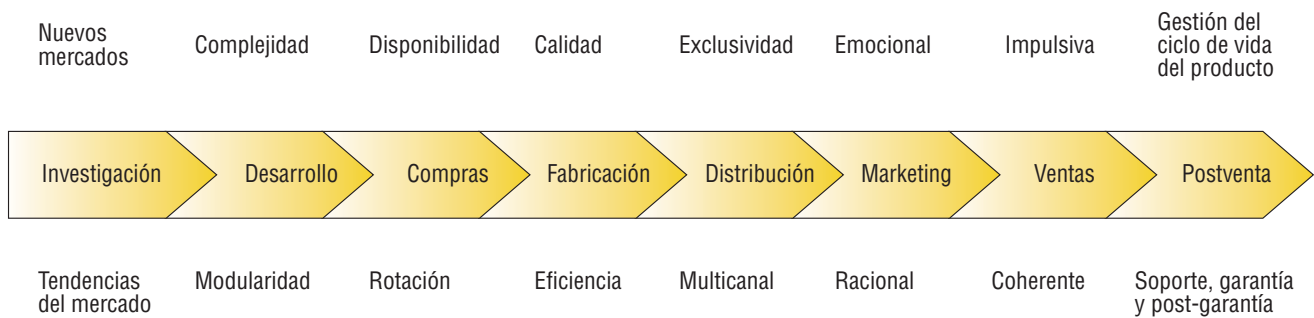 Nuevos
mercados
Complejidad
Disponibilidad
Calidad
Exclusividad
Emocional
Impulsiva
Gestión del
ciclo de vida
del producto
Investigación
Desarrollo
Compras
Fabricación
Distribución
Marketing
Ventas
Postventa
Tendencias
del mercado
Modularidad
Rotación
Eficiencia
Multicanal
Racional
Coherente
Soporte, garantía
y post-garantía